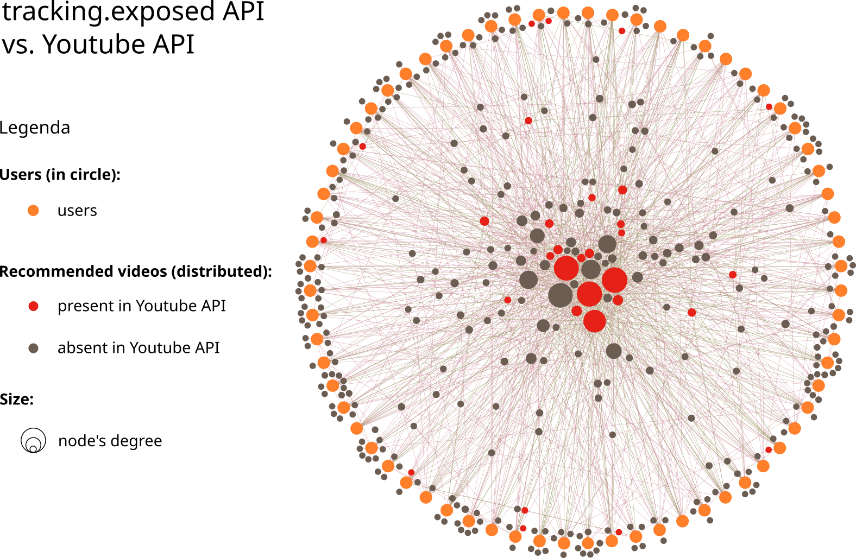 tracking.exposed API
vs. Youtube API
Legenda
Users (in circle):
users
Recommended videos (distributed):
present in Youtube API
absent in Youtube API
Size:
node's degree